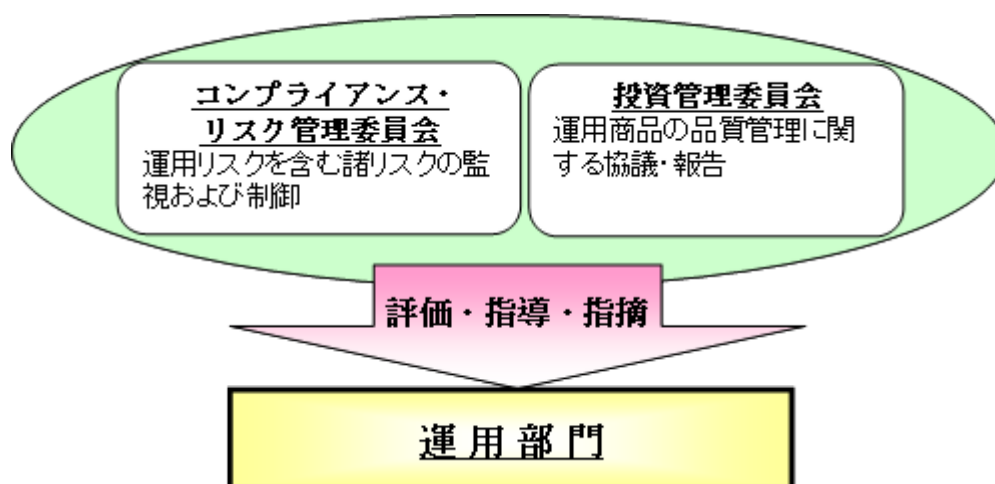 コンプライアンス・
リスク管理委員会
運用リスクを含む諸リスクの監
視および制御
投資管理委員会
運用商品の品質管理に関
する協議・報告
評価・指導・指摘
運用部門